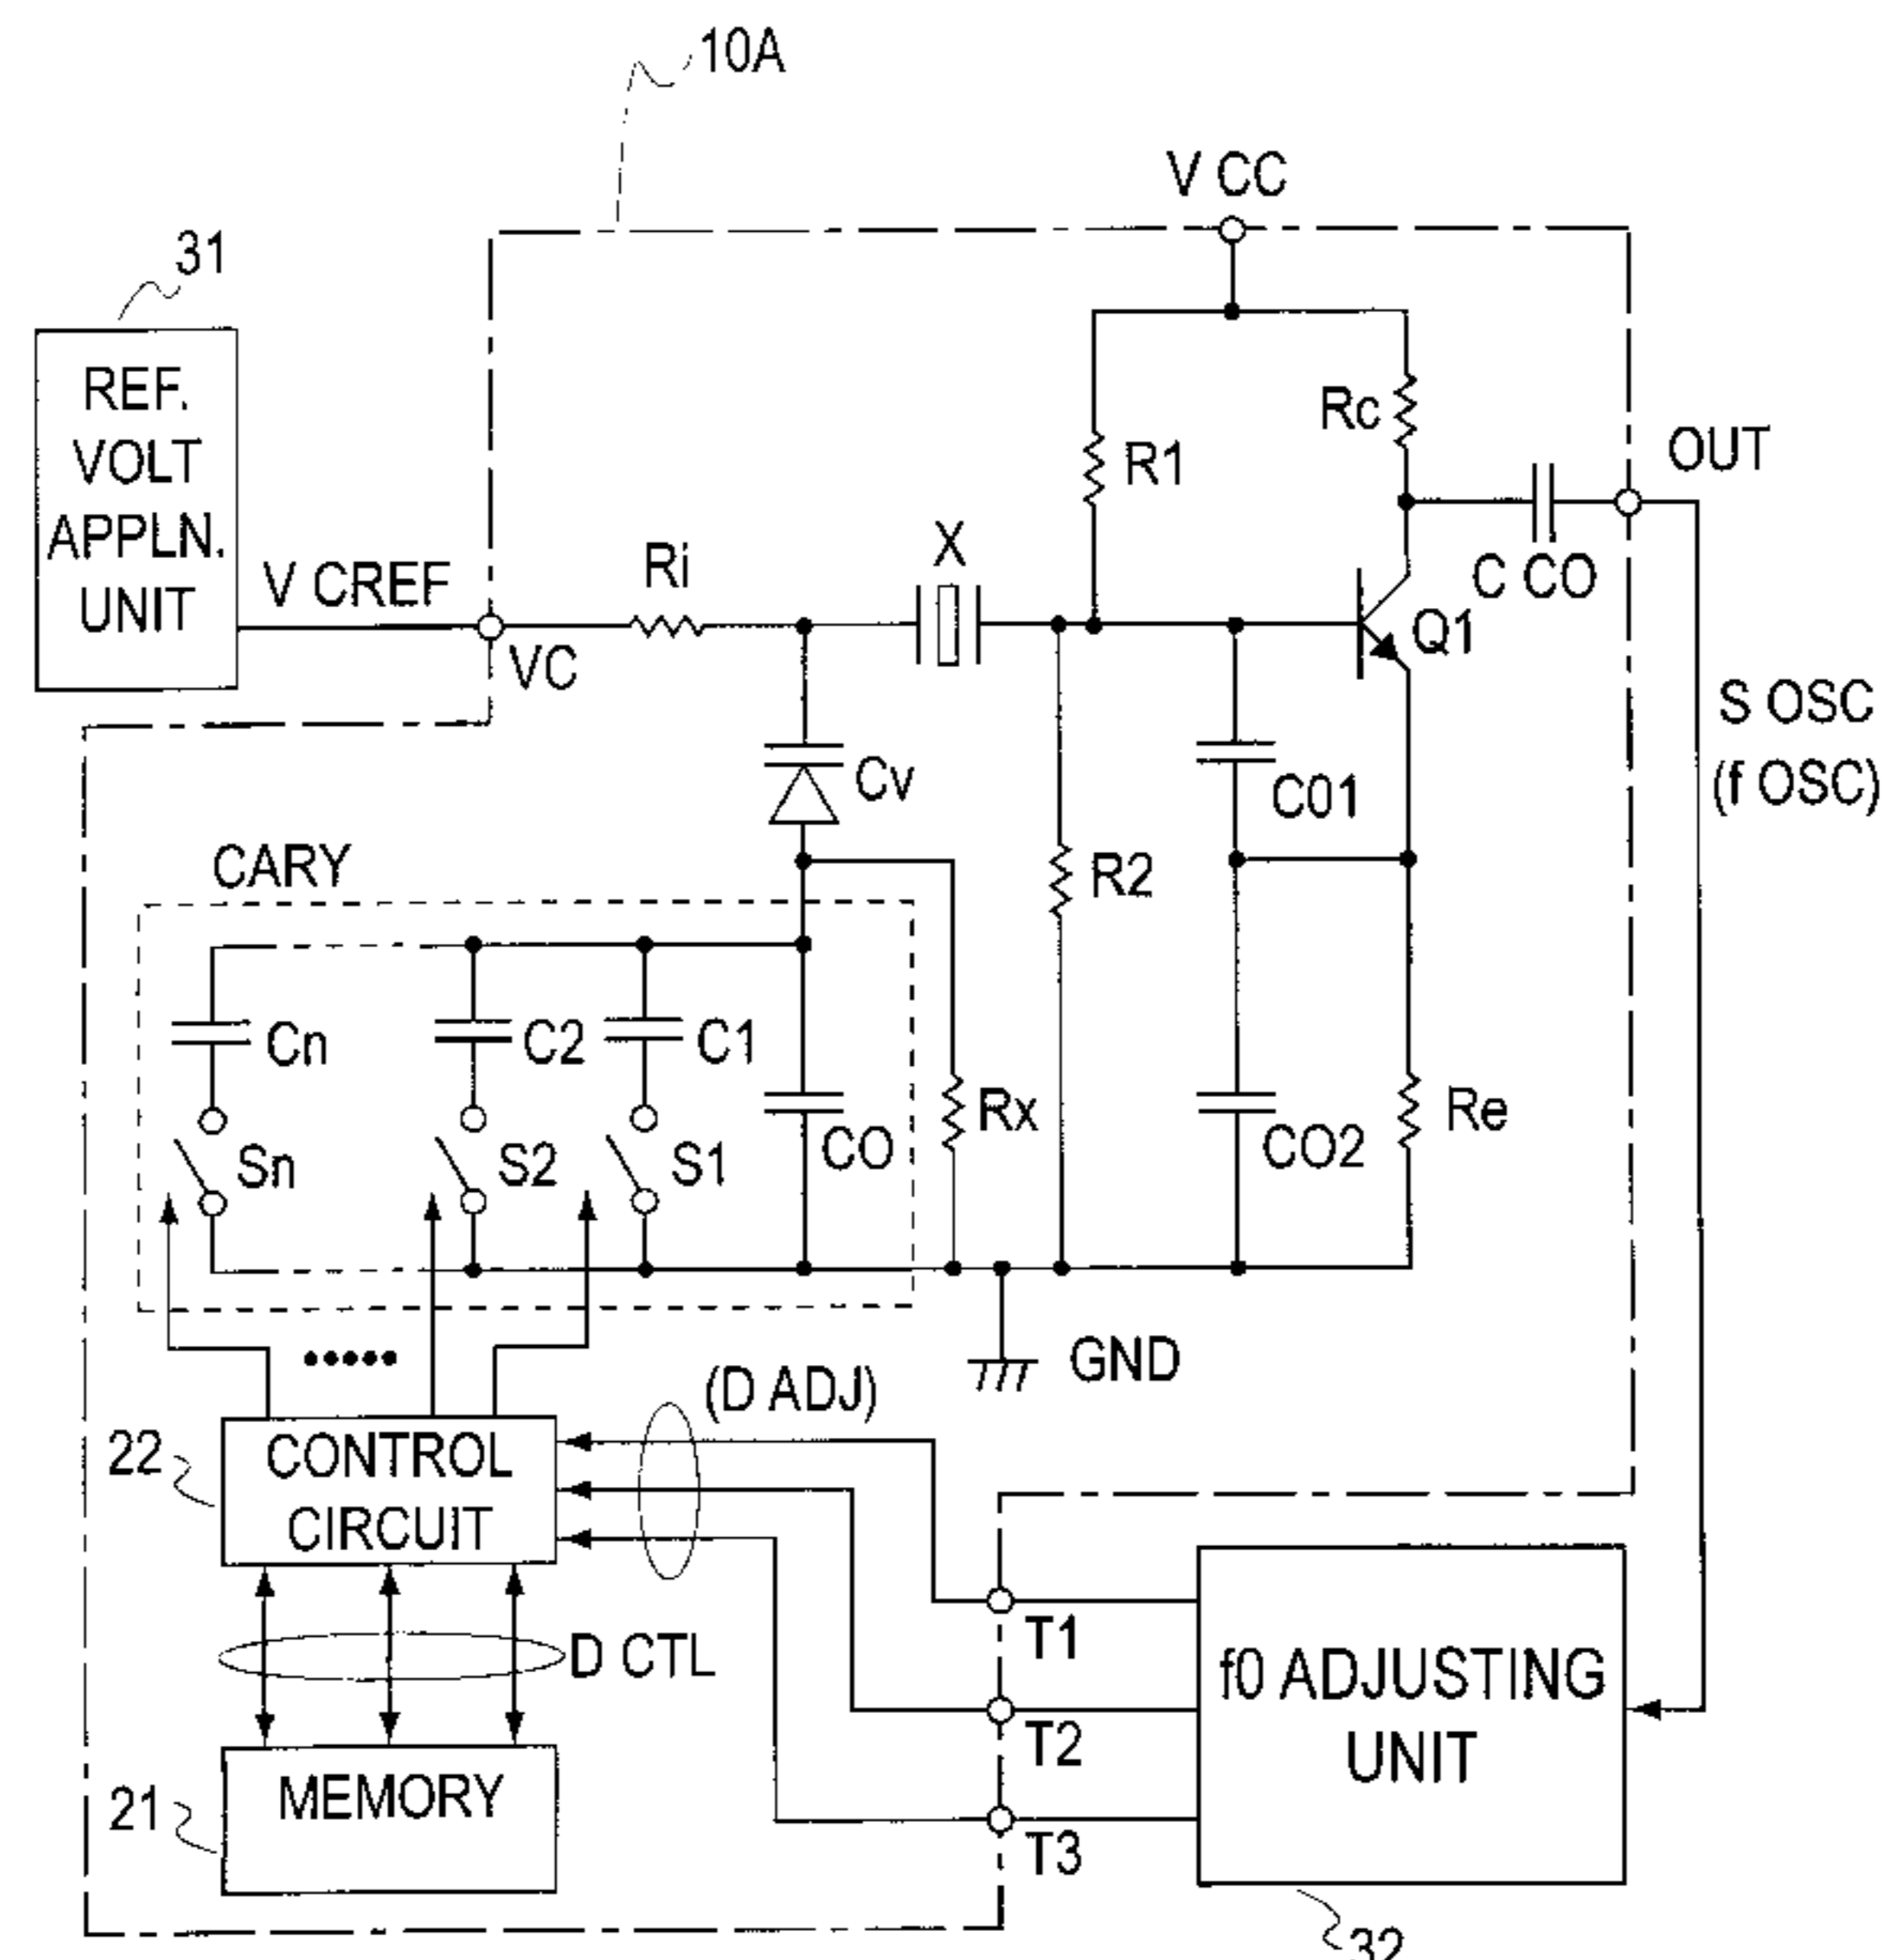 10A
V CC
31
REF.
VOLT
APPLN.
UNIT
V CREF
VC
Ri
X
R1
Rc
OUT
C CO
Q1
S OSC
(f OSC)
Cv
C01
R2
CARY
Cn
C2
C1
CO
Rx
CO2
Re
Sn
S2
S1
GND
(D ADJ)
22
CONTROL
CIRCUIT
D CTL
T1
T2
T3
f0 ADJUSTING
UNIT
21
MEMORY
32